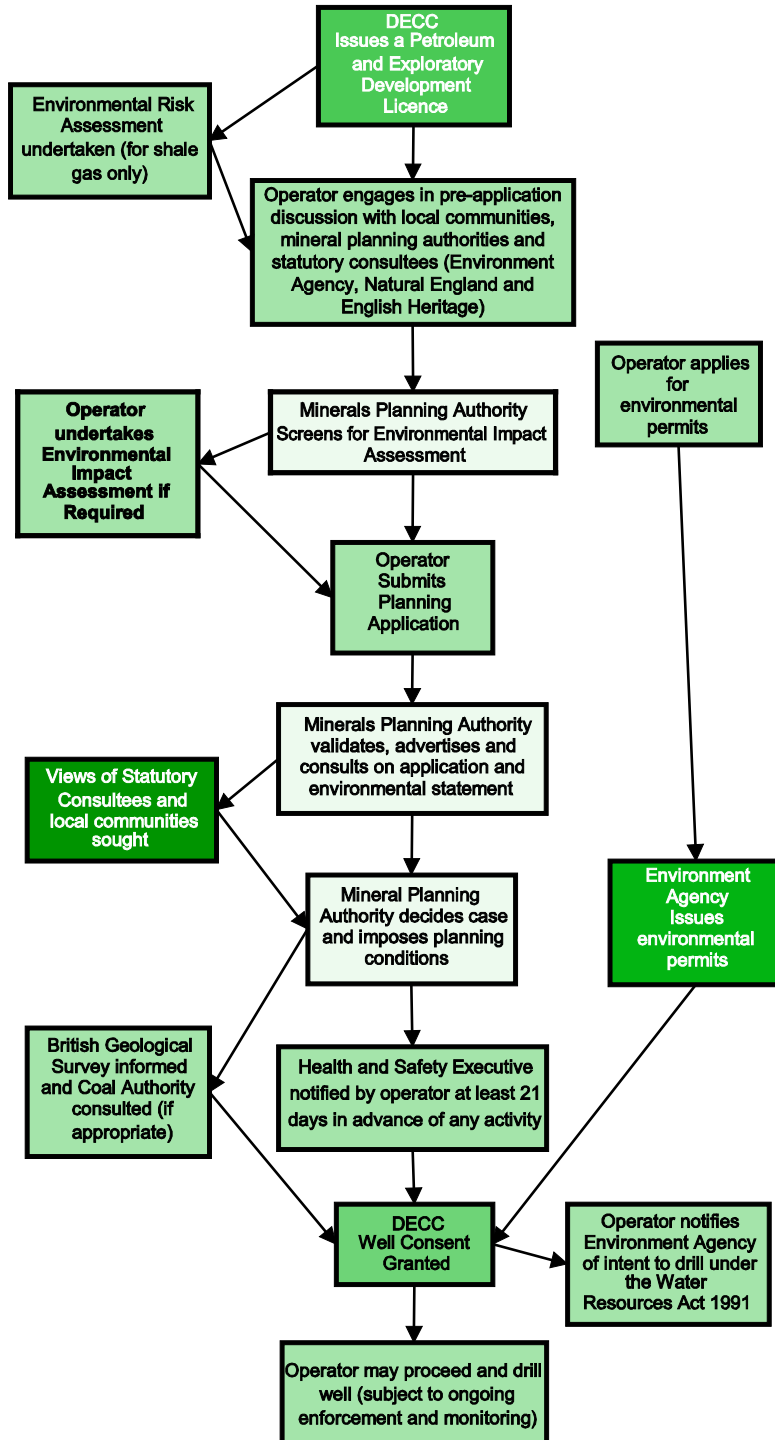 DECC
Issues a Petroleum
and Exploratory
Development
Licence
Environmental Risk
Assessment
undertaken (for shale
gas only)
Operator engages in pre-application
discussion with local communities,
mineral planning authorities and
statutory consultees (Environment
Agency, Natural England and
English Heritage)
Operator applies
for
environmental
permits
Operator
undertakes
Environmental
Impact
Assessment if
Required
Minerals Planning Authority
Screens for Environmental Impact
Assessment
Operator
Submits
Planning
Application
Minerals Planning Authority
validates, advertises and
consults on application and
environmental statement
Views of Statutory
Consultees and
local communities
sought
Mineral Planning
Authority decides case
and imposes planning
conditions
Environment
Agency
Issues
environmental
permits
British Geological
Survey informed
and Coal Authority
consulted (if
appropriate)
Health and Safety Executive
notified by operator at least 21
days in advance of any activity
DECC
Well Consent
Granted
Operator notifies
Environment Agency
of intent to drill under
the Water
Resources Act 1991
Operator may proceed and drill
well (subject to ongoing
enforcement and monitoring)